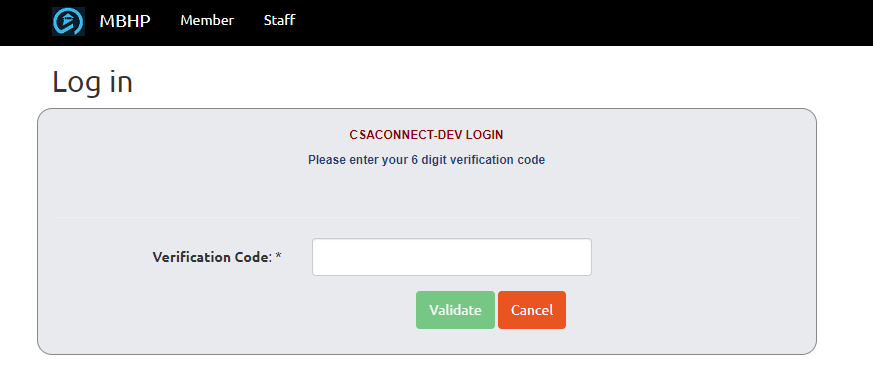 MBHP Member Staff
Log in
CSACONNECT-DEV LOGIN
Please enter your 6 digit verification code
Verification Code: *
Validate Cancel